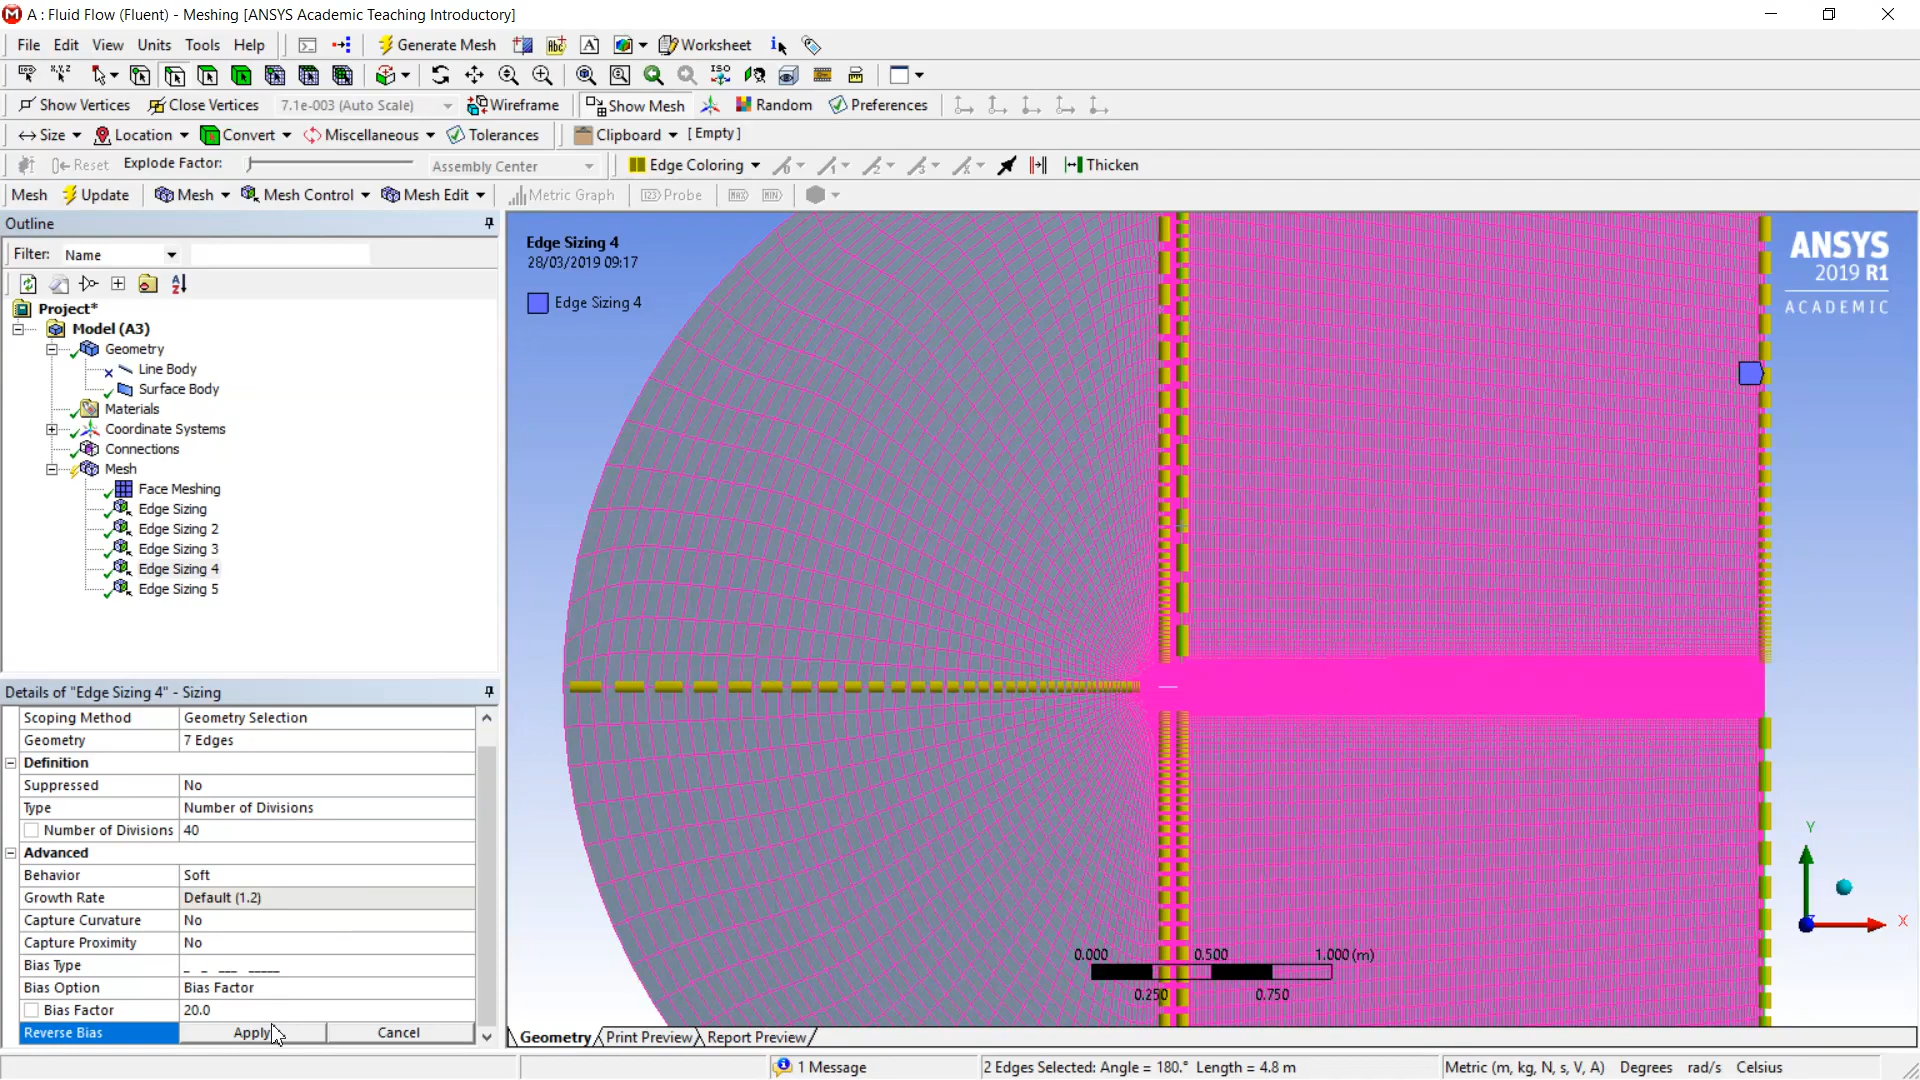 A : Fluid Flow (Fluent) - Meshing [ANSYS Academic Teaching Introductory]
File Edit View Units Tools Help Generate Mesh Worksheet
Show Vertices Close Vertices 7.1e-003 (Auto Scale) Wireframe Show Mesh Random Preferences
Size Location Convert Miscellaneous Tolerances Clipboard [ Empty ]
Reset Explode Factor: Assembly Center Edge Coloring Thicken
Mesh Update Mesh Mesh Control Mesh Edit Metric Graph Probe
Outline
Filter: Name
Project*
Model (A3)
Geometry
Line Body
Surface Body
Materials
Coordinate Systems
Connections
Mesh
Face Meshing
Edge Sizing
Edge Sizing 2
Edge Sizing 3
Edge Sizing 4
Edge Sizing 5
Details of "Edge Sizing 4" - Sizing
Scoping Method Geometry Selection
Geometry 7 Edges
Definition
Suppressed No
Type Number of Divisions
Number of Divisions 40
Advanced
Behavior Soft
Growth Rate Default (1.2)
Capture Curvature No
Capture Proximity No
Bias Type
Bias Option Bias Factor
Bias Factor 20.0
Reverse Bias Apply Cancel
Edge Sizing 4
28/03/2019 09:17
Edge Sizing 4
ANSYS
2019 R1
ACADEMIC
Y
X
0.000 0.500 1.000 (m)
0.250 0.750
Geometry Print Preview Report Preview
1 Message 2 Edges Selected: Angle = 180.° Length = 4.8 m Metric (m, kg, N, s, V, A) Degrees rad/s Celsius